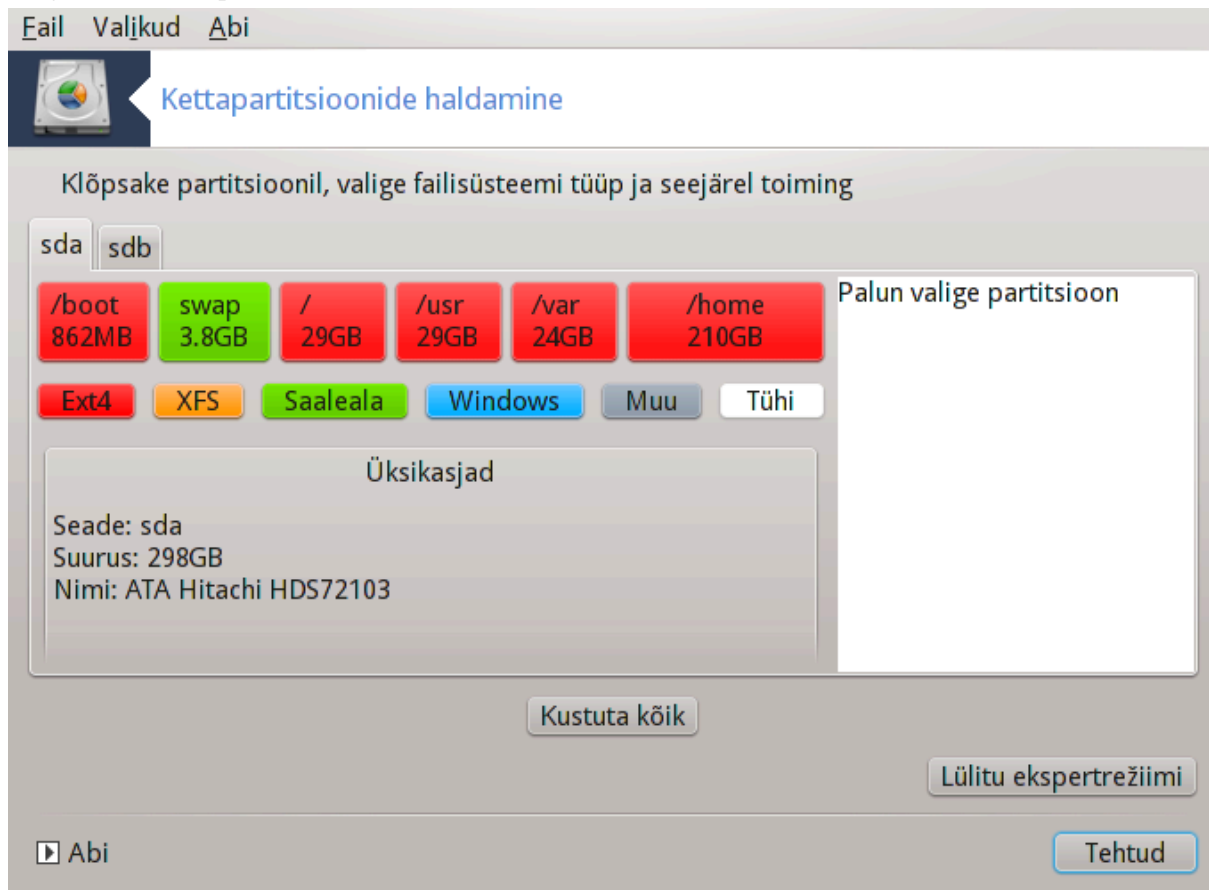 Fail Valikud Abi
Kettapartitsioonide haldamine
Klõpsake partitsioonil, valige failisüsteemi tüüp ja seejärel toiming
sda sdb
/boot swap / /usr /var /home
862MB 3.8GB 29GB 29GB 24GB 210GB
Palun valige partitsioon
Ext4 XFS Saaleala Windows Muu Tühi
Üksikasjad
Seade: sda
Suurus: 298GB
Nimi: ATA Hitachi HDS72103
Kustuta kõik
Lülitu ekspertrežiimi
Abi Tehtud